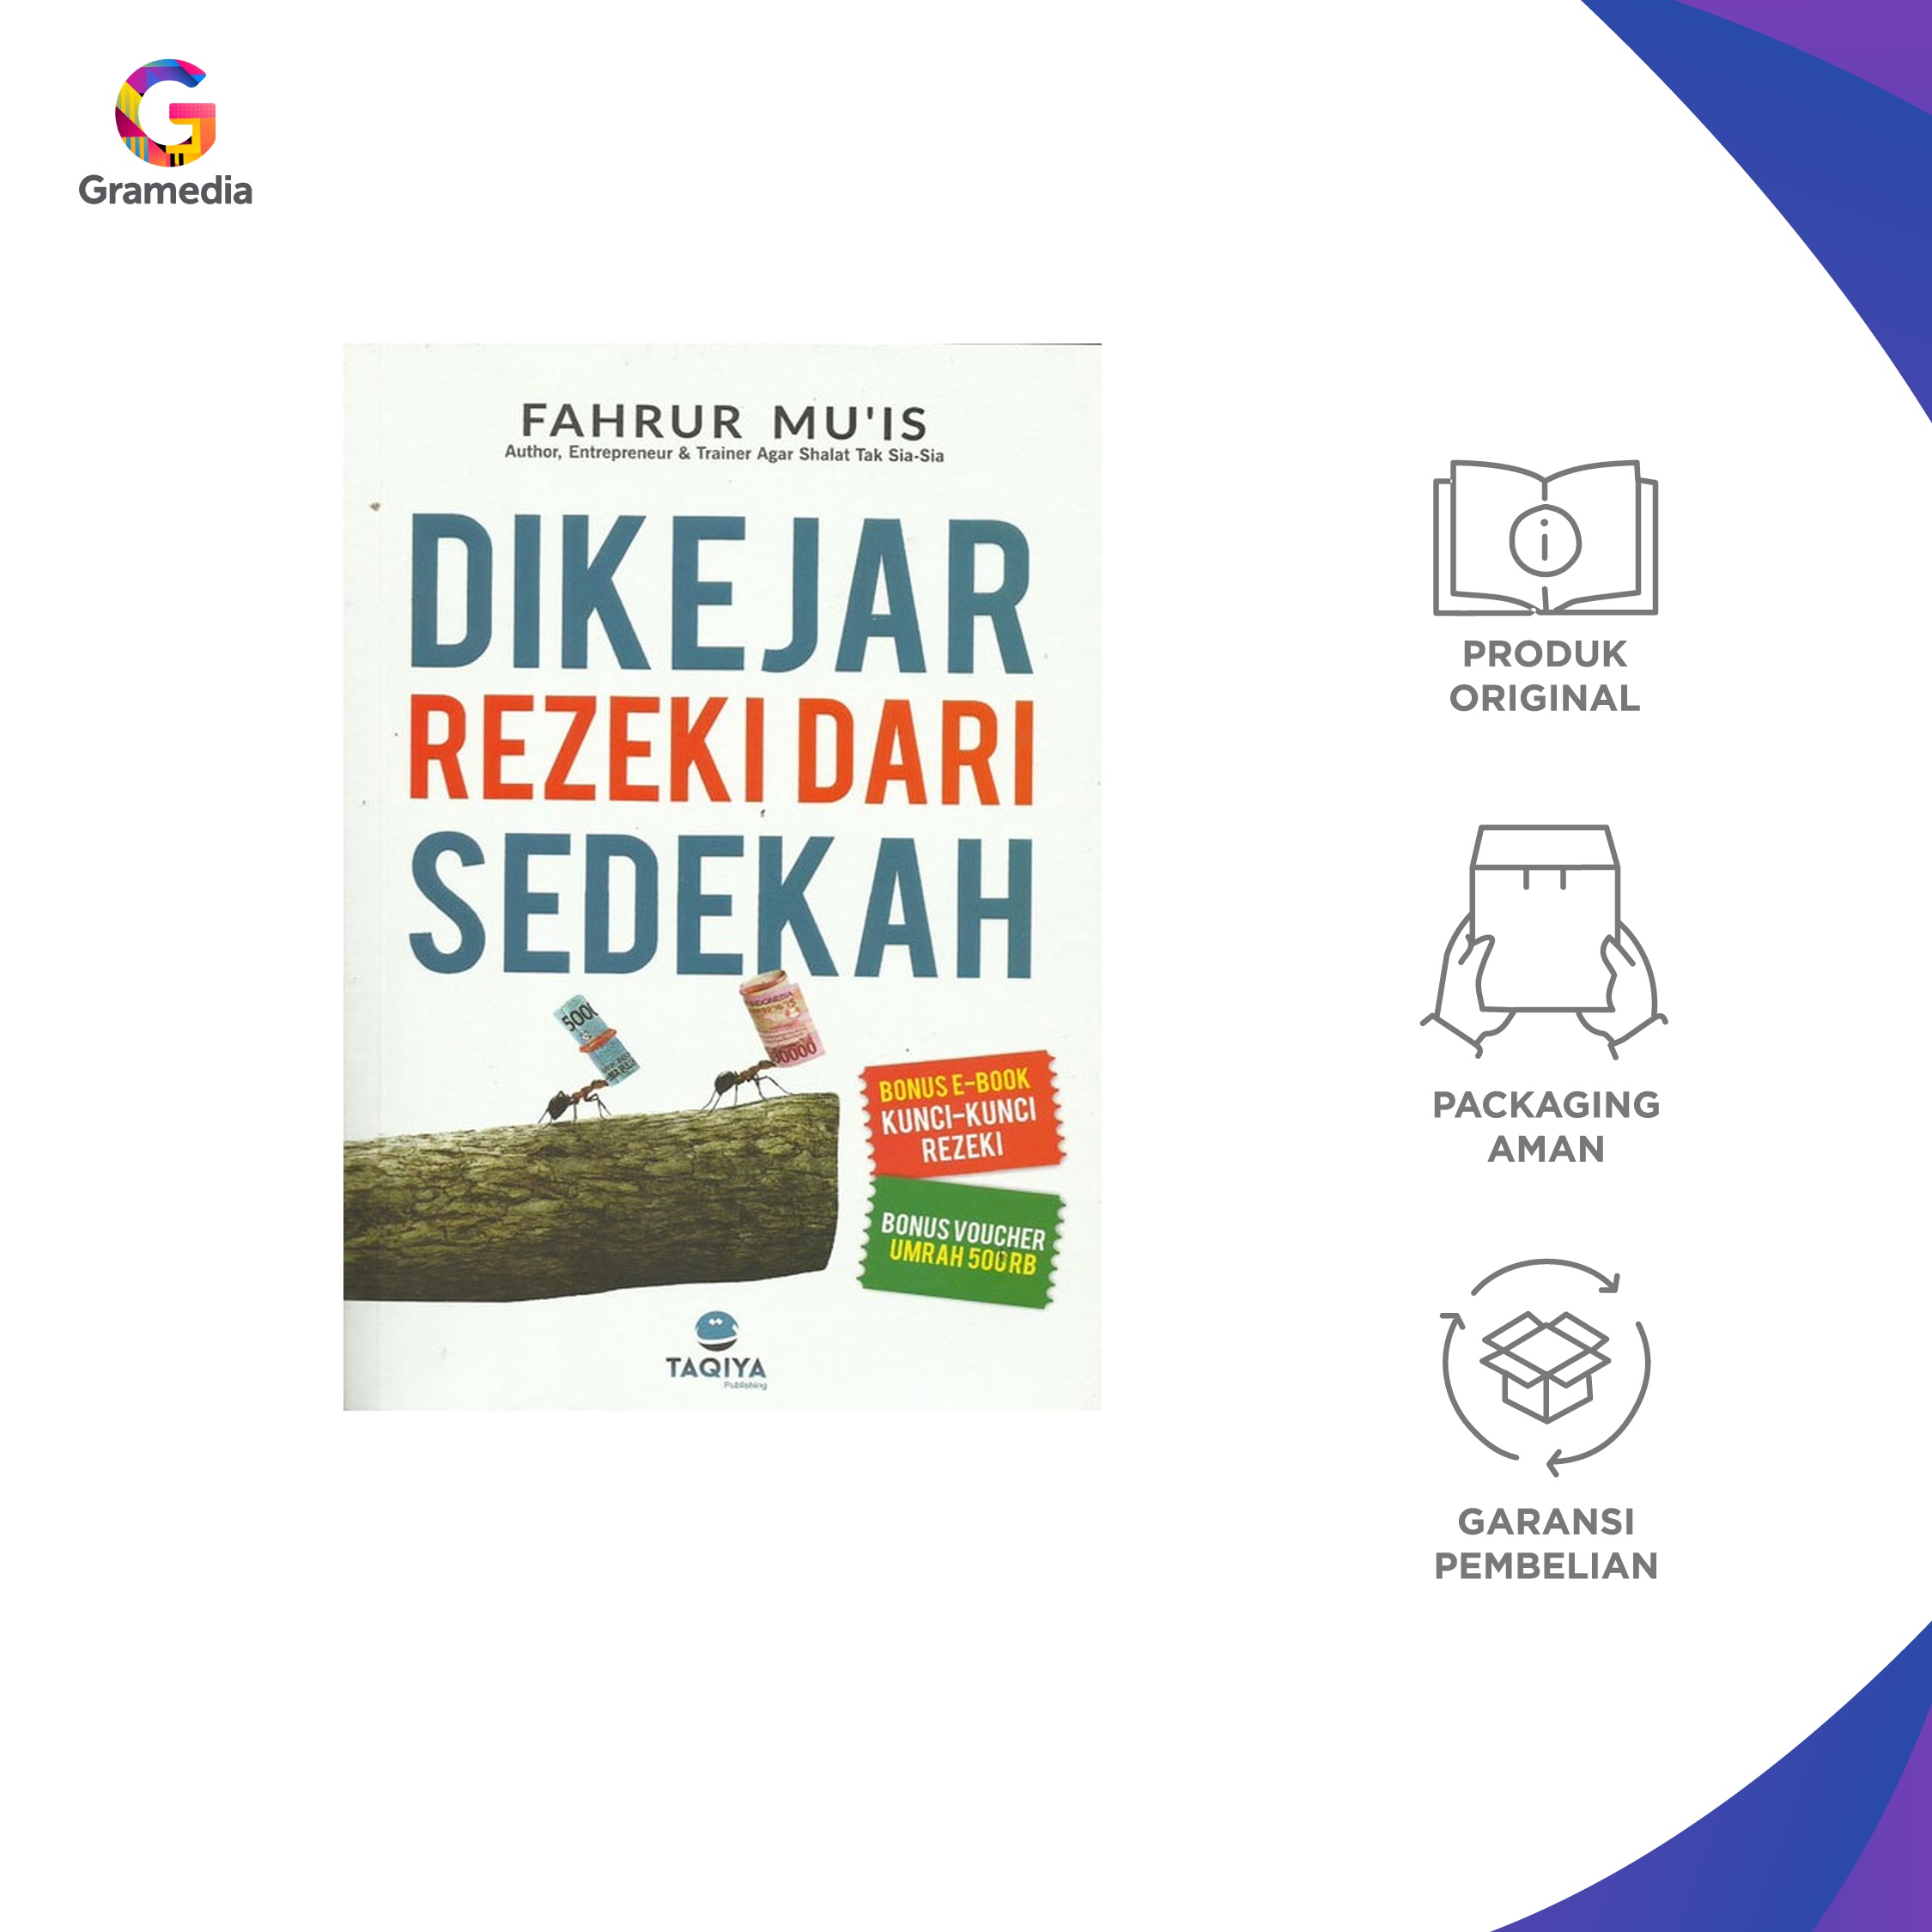 Gramedia
FAHRUR MU'IS
Author, Entrepreneur & Trainer Agar Shalat Tak Sia-Sia
DIKEJAR
REZEKI DARI
SEDEKAH
INDONESIA
BONUS E-BOOK
KUNCI-KUNCI
REZEKI
BONUS VOUCHER
UMRAH 500RB
TAQIYA
Publishing
PRODUK
ORIGINAL
PACKAGING
AMAN
GARANSI
PEMBELIAN